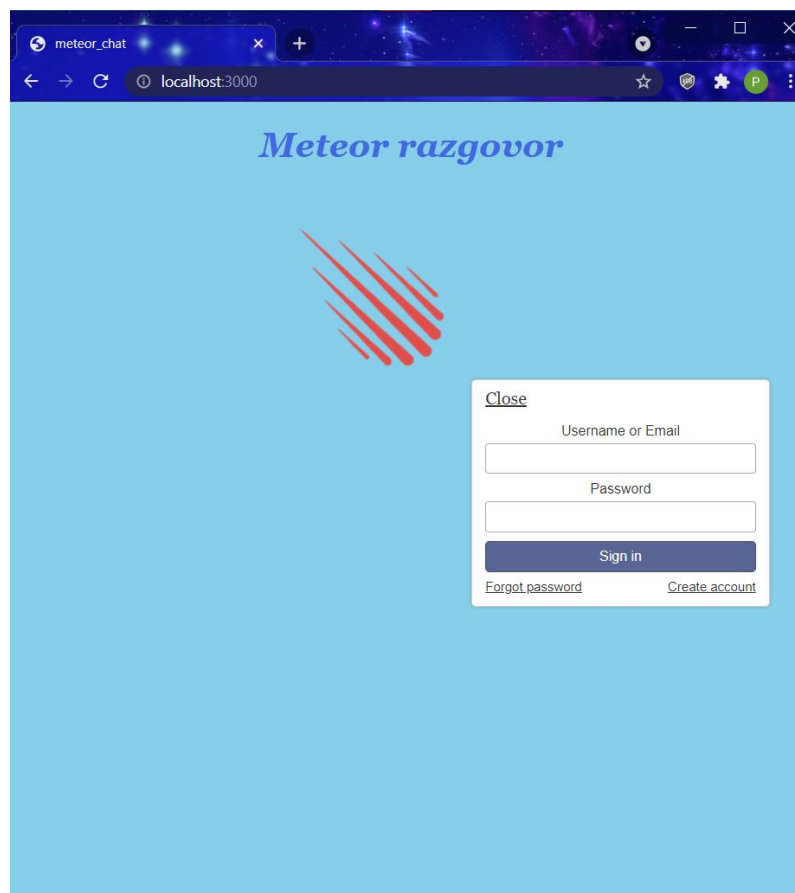 meteor_chat
localhost:3000
P
Meteor razgovor
Close
Username or Email
Password
Sign in
Forgot password Create account